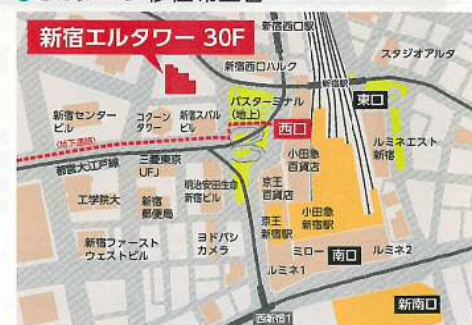 新宿エルタワー 30F
新宿西口駅
スタジオアルタ
新宿西口ハルク
新宿駅
東口
新宿センター
ビル
コクーン
タワー
新宿スバル
ビル
バスターミナル
(地上)
西口
(地下通路)
都営大江戸線
三菱東京
UFJ
小田急
百貨店
ルミネエスト
新宿
工学院大
新宿
郵便局
明治安田生命
新宿ビル
京王
百貨店
小田急
新宿駅
京王
新宿駅
新宿ファースト
ウェストビル
ヨドバシ
カメラ
ミロード
南口
ルミネ2
ルミネ1
新南口
西新宿1